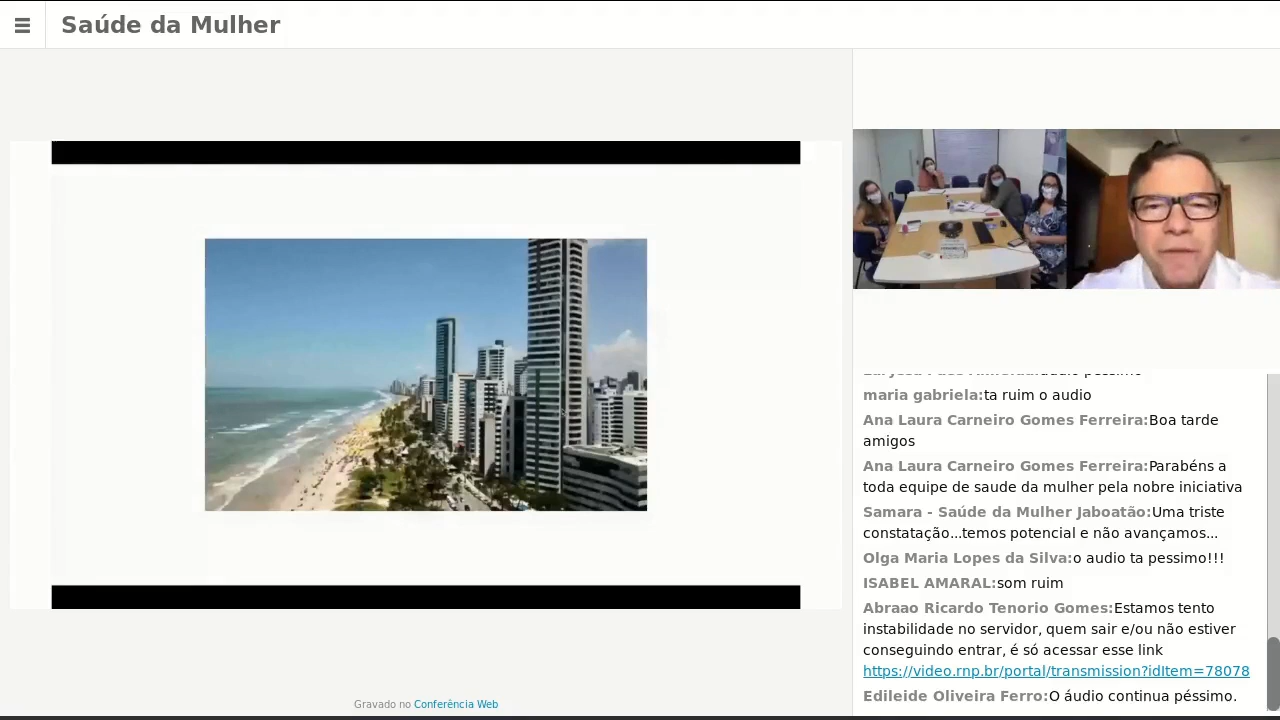 Saúde da Mulher
maria gabriela:ta ruim o audio
Ana Laura Carneiro Gomes Ferreira:Boa tarde
amigos
Ana Laura Carneiro Gomes Ferreira:Parabéns a
toda equipe de saude da mulher pela nobre iniciativa
Samara - Saúde da Mulher Jaboatão:Uma triste
constatação...temos potencial e não avançamos...
Olga Maria Lopes da Silva:o audio ta pessimo!!!
ISABEL AMARAL:som ruim
Abraao Ricardo Tenorio Gomes:Estamos tento
instabilidade no servidor, quem sair e/ou não estiver
conseguindo entrar, é só acessar esse link
https://video.rnp.br/portal/transmission?idItem=78078
Edileide Oliveira Ferro:O áudio continua péssimo.
Gravado no Conferência Web